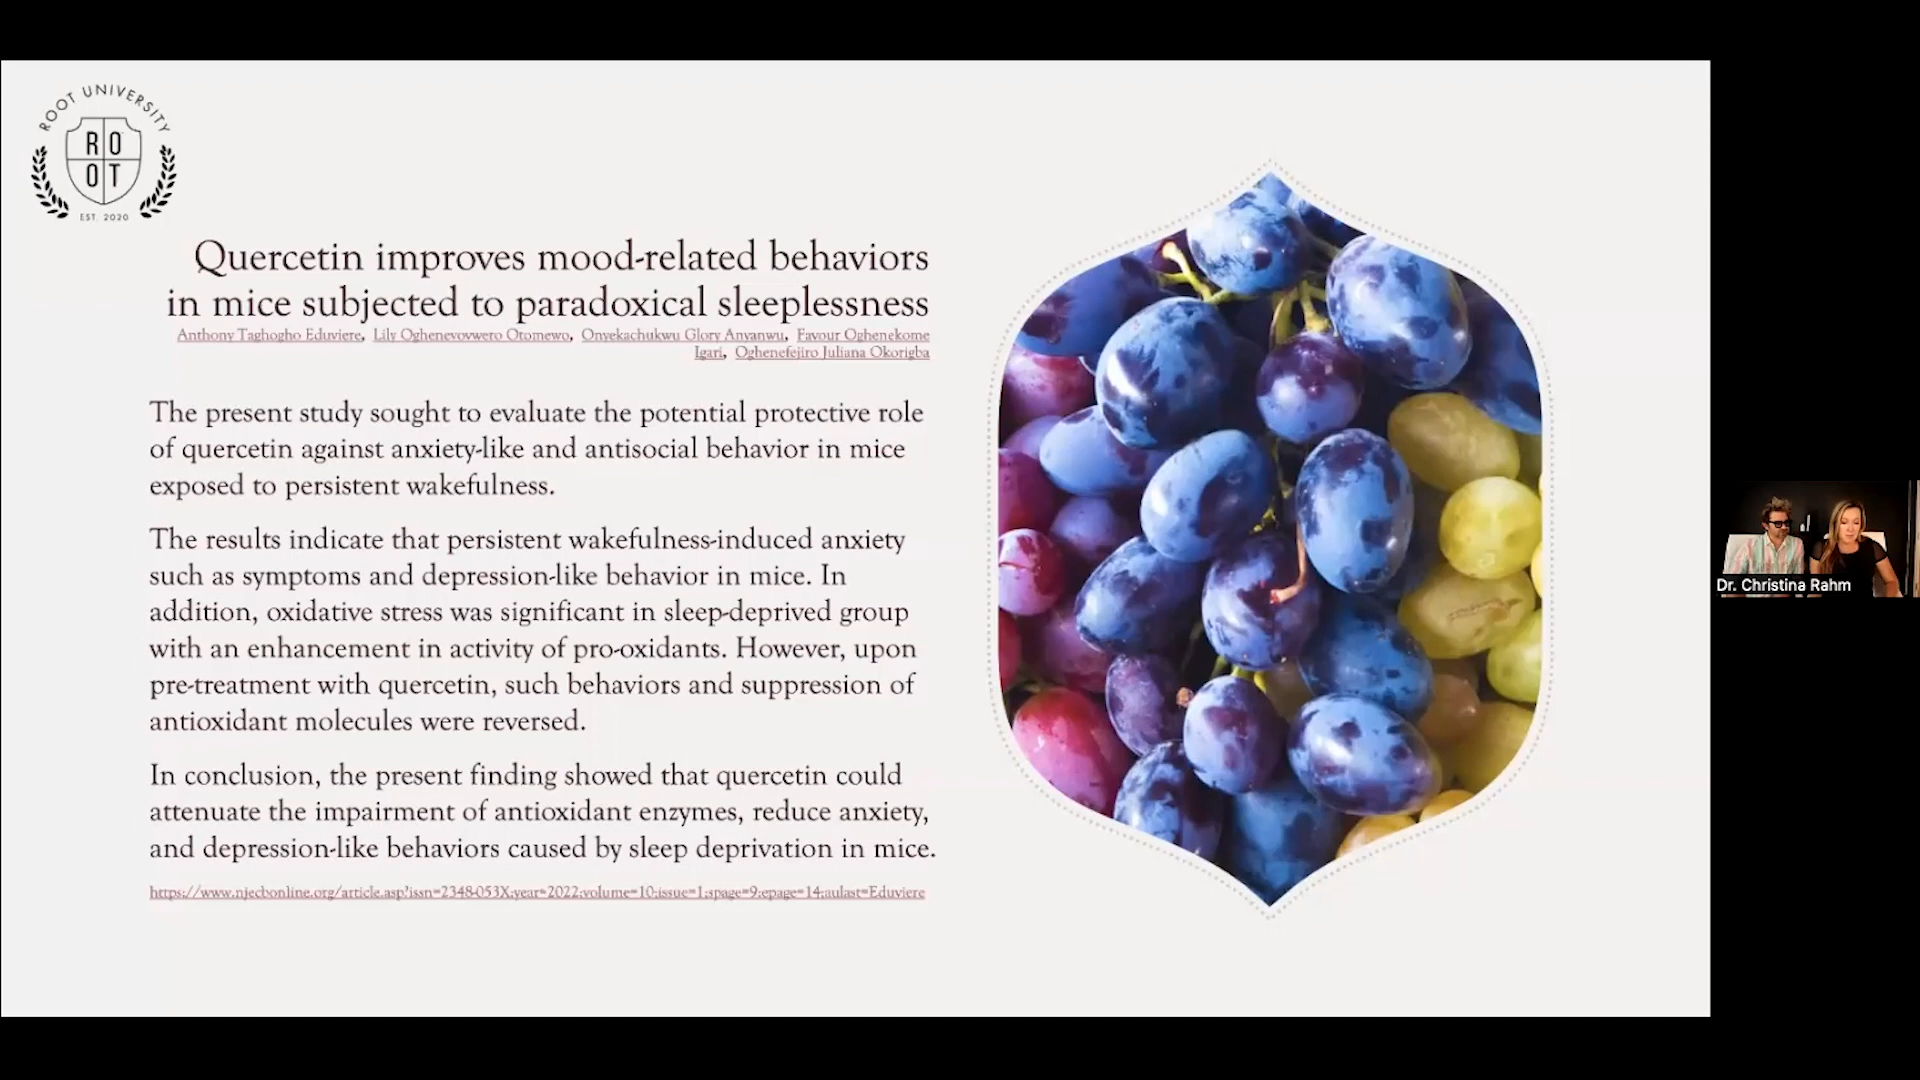 ROOT UNIVERSITY
RO
OT
EST. 2020
Quercetin improves mood-related behaviors
in mice subjected to paradoxical sleeplessness
Anthony Taghogho Eduviere, Lily Oghenevovwero Otomewo, Onyekachukwu Glory Anyanwu, Favour Oghenekome
Igari, Oghenefejiro Juliana Okorigba
The present study sought to evaluate the potential protective role
of quercetin against anxiety-like and antisocial behavior in mice
exposed to persistent wakefulness.
The results indicate that persistent wakefulness-induced anxiety
such as symptoms and depression-like behavior in mice. In
addition, oxidative stress was significant in sleep-deprived group
with an enhancement in activity of pro-oxidants. However, upon
pre-treatment with quercetin, such behaviors and suppression of
antioxidant molecules were reversed.
In conclusion, the present finding showed that quercetin could
attenuate the impairment of antioxidant enzymes, reduce anxiety,
and depression-like behaviors caused by sleep deprivation in mice.
https://www.njecbonline.org/article.asp?issn=2348-053X;year=2022;volume=10;issue=1;spage=9;epage=14;aulast=Eduviere
Dr. Christina Rahm